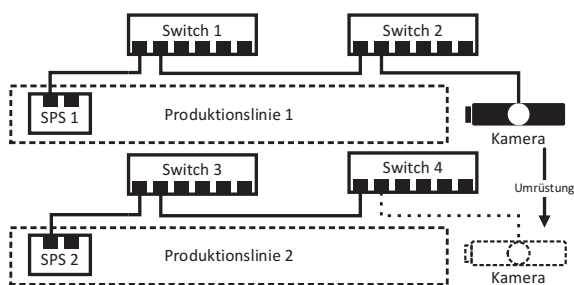 Switch 1
Switch 2
SPS 1
Produktionslinie 1
Kamera
Switch 3
Switch 4
Umrüstung
SPS 2
Produktionslinie 2
Kamera